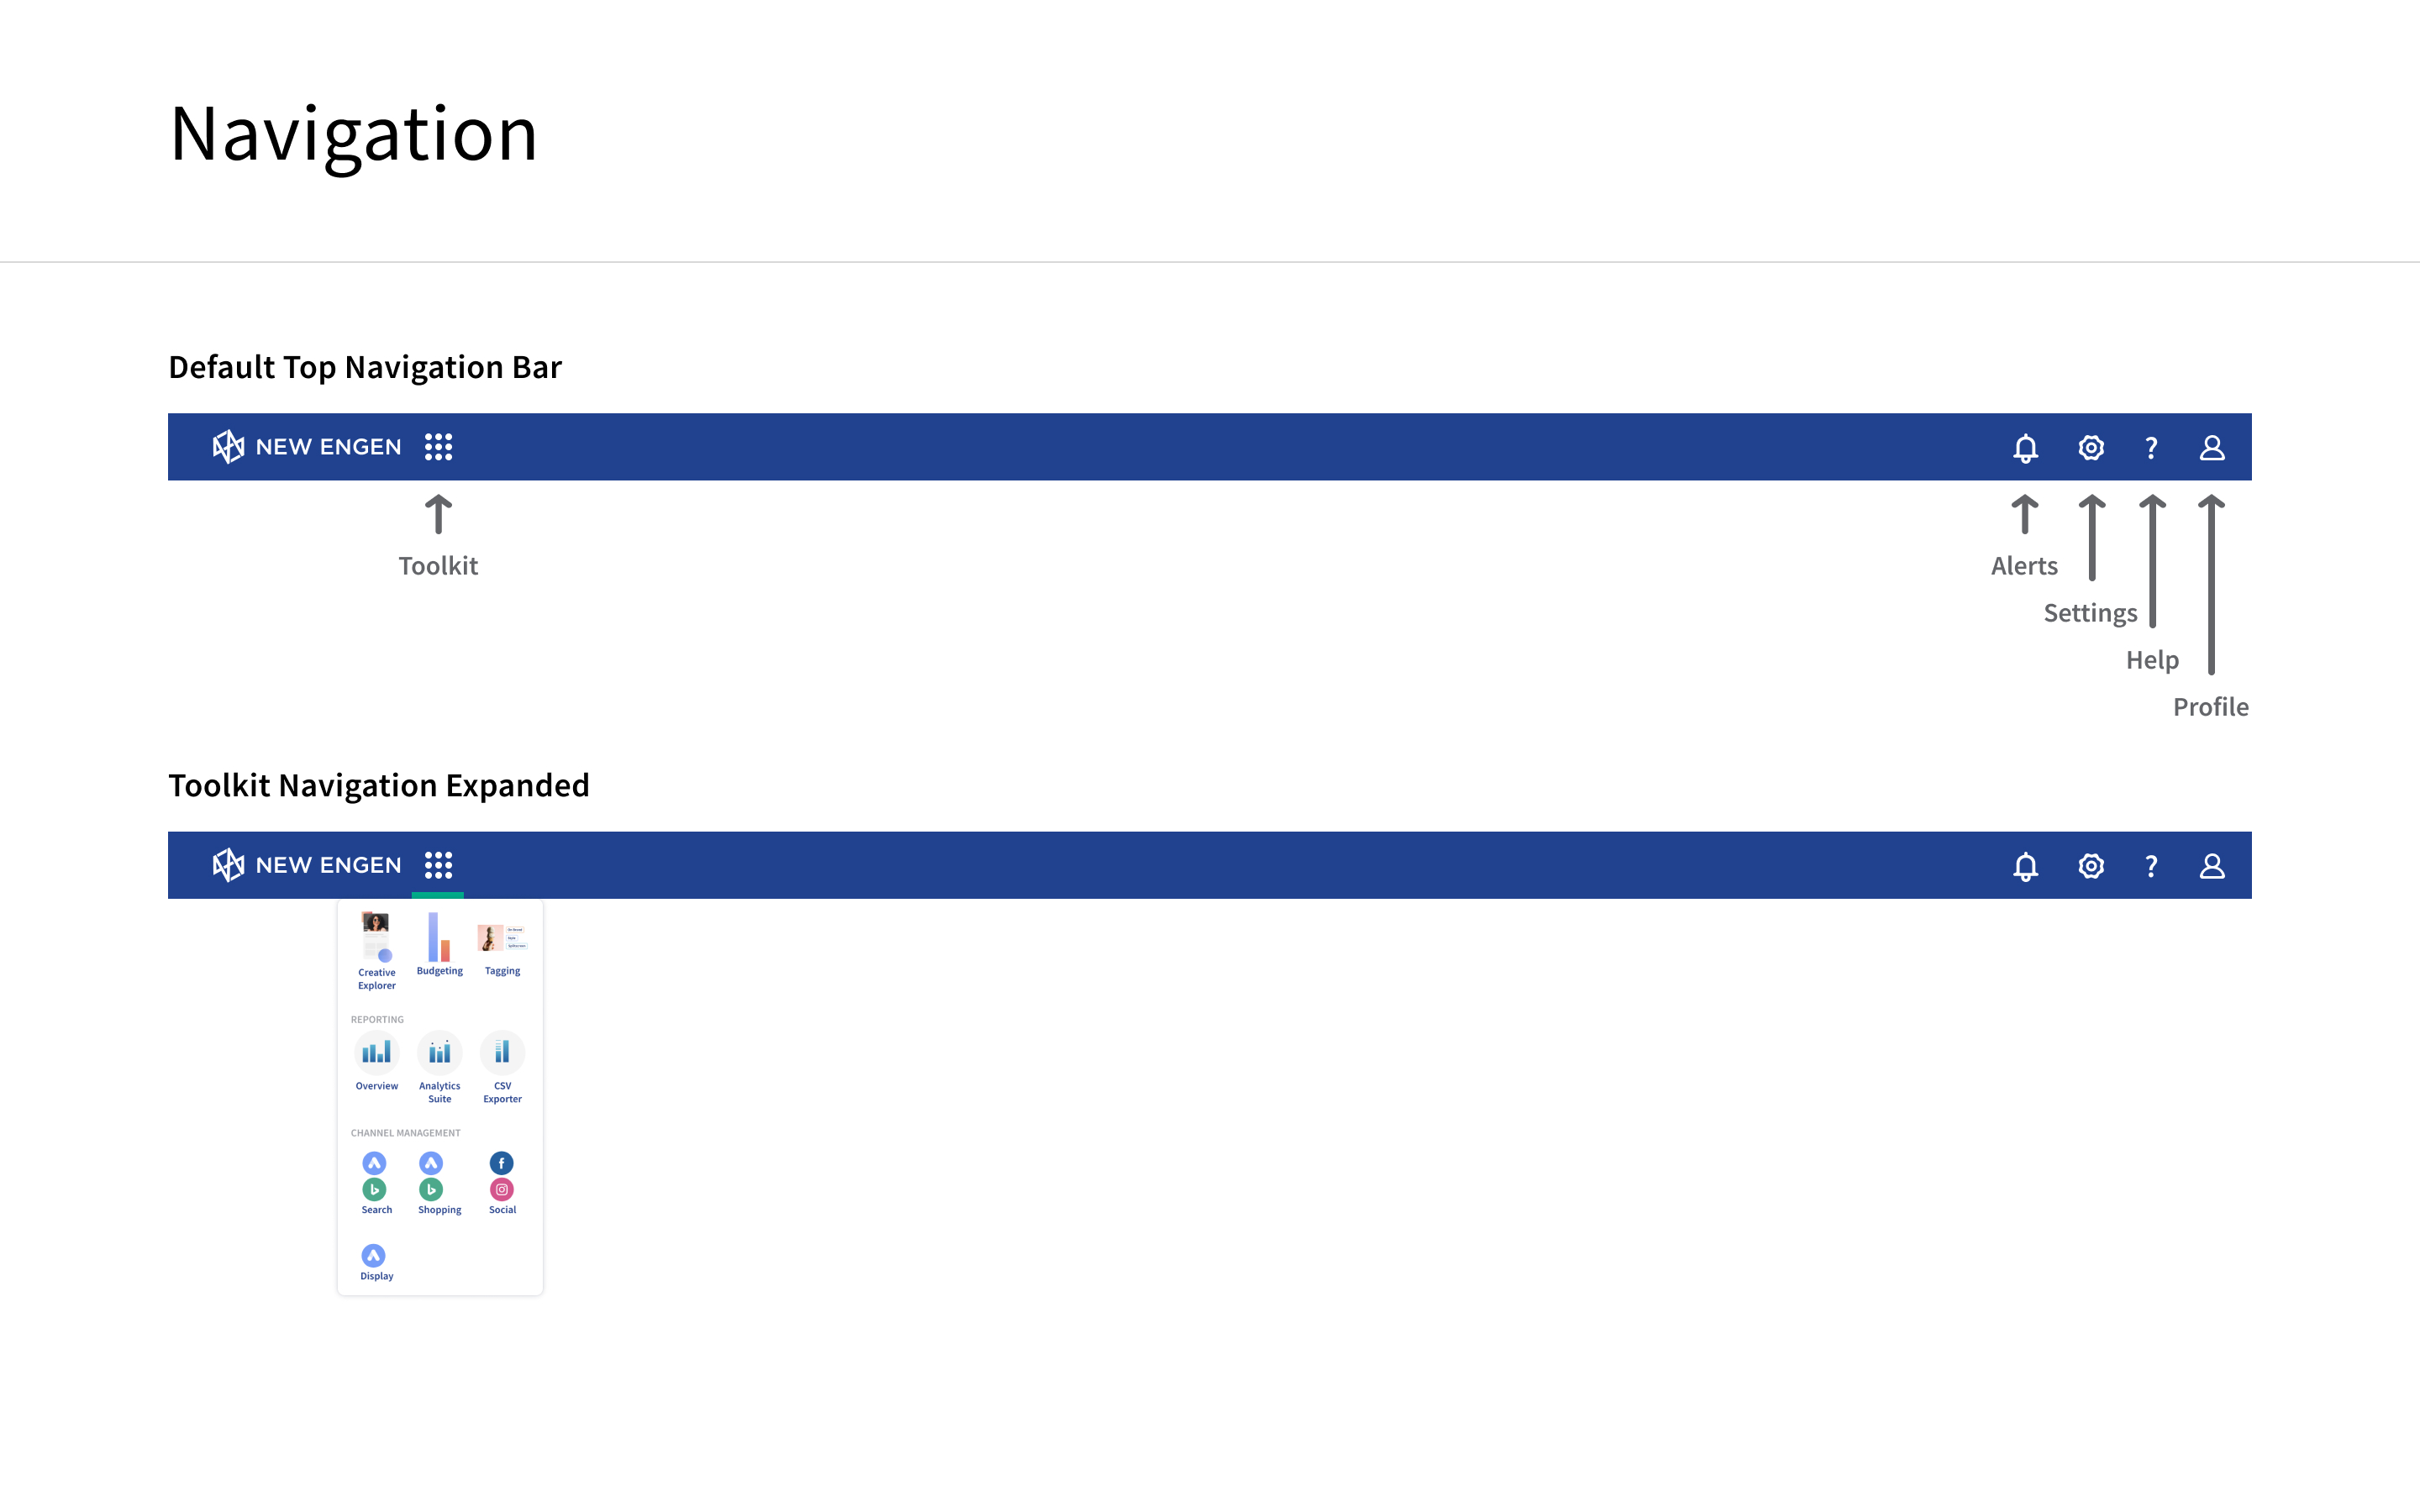 Navigation
Default Top Navigation Bar
NEW ENGEN
?
Toolkit
Alerts
Settings
Help
Profile
Toolkit Navigation Expanded
NEW ENGEN
?
Creative
Explorer
Budgeting
Tagging
REPORTING
Overview
Analytics
Suite
CSV
Exporter
CHANNEL MANAGEMENT
Search
Shopping
Social
Display